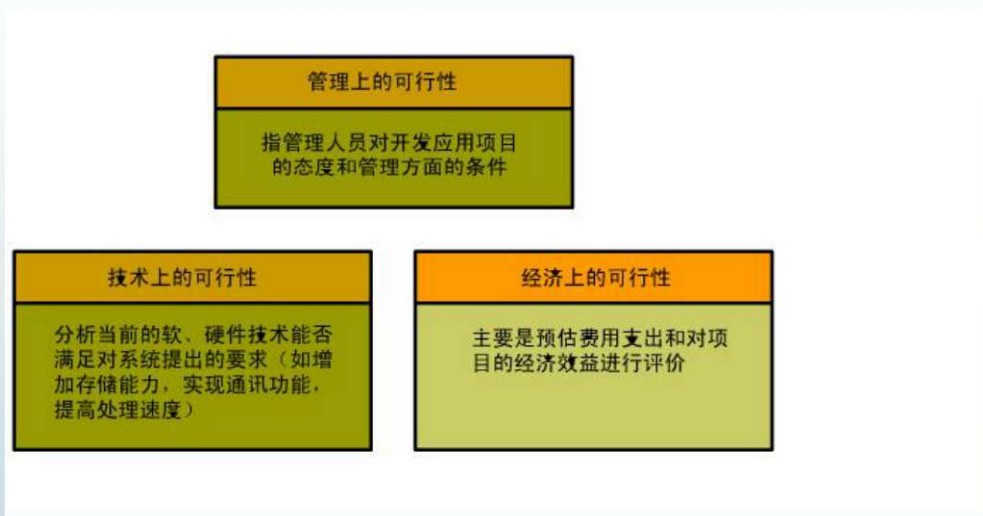 管理上的可行性
指管理人员对开发应用项目
的态度和管理方面的条件
技术上的可行性
分析当前的软、硬件技术能否
满足对系统提出的要求（如增
加存储能力，实现通讯功能，
提高处理速度）
经济上的可行性
主要是预估费用支出和对项
目的经济效益进行评价